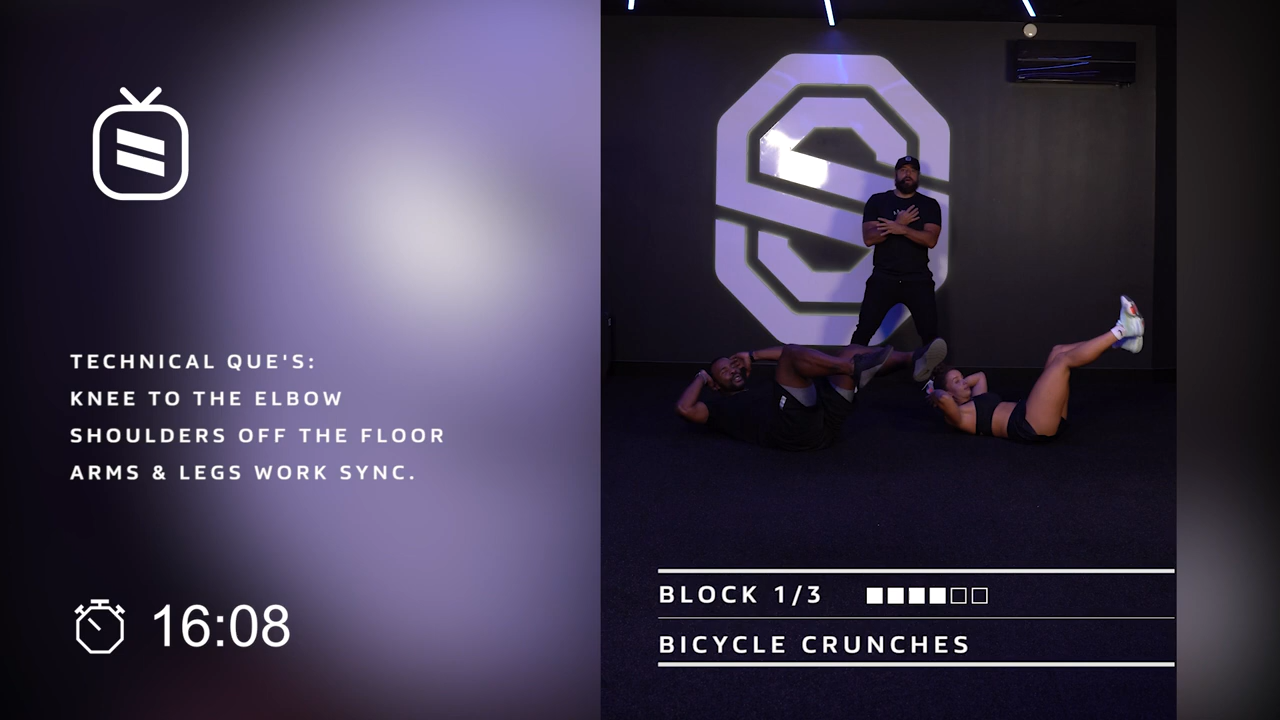 TECHNICAL QUE'S:
KNEE TO THE ELBOW
SHOULDERS OFF THE FLOOR
ARMS & LEGS WORK SYNC.
16:08
BLOCK 1/3
BICYCLE CRUNCHES